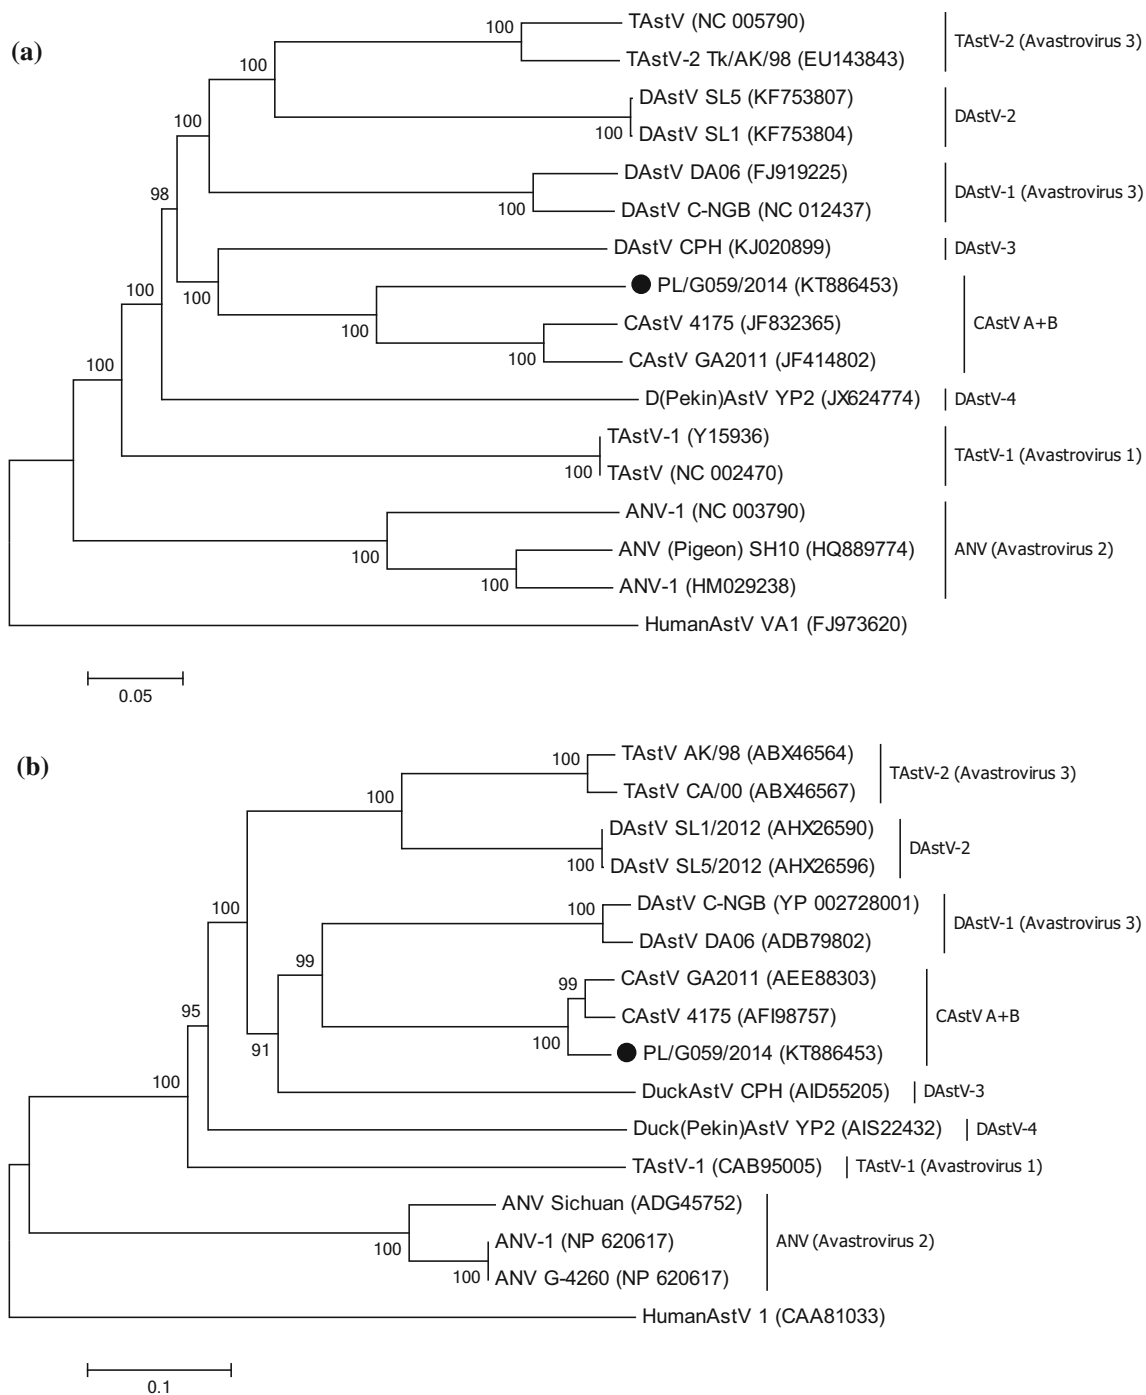 (a)
100
TAstV (NC 005790)
TAstV-2 Tk/AK/98 (EU143843)
TAstV-2 (Avastrovirus 3)
100
DAstV SL5 (KF753807)
100
DAstV SL1 (KF753804)
DAstV-2
100
DAstV DA06 (FJ919225)
100
DAstV C-NGB (NC 012437)
DAstV-1 (Avastrovirus 3)
98
DAstV CPH (KJ020899)
DAstV-3
100
PL/G059/2014 (KT886453)
100
CAstV 4175 (JF832365)
100
CAstV GA2011 (JF414802)
CAstV A+B
100
D(Pekin)AstV YP2 (JX624774)
DAstV-4
100
TAstV-1 (Y15936)
100
TAstV (NC 002470)
TAstV-1 (Avastrovirus 1)
ANV-1 (NC 003790)
100
ANV (Pigeon) SH10 (HQ889774)
100
ANV-1 (HM029238)
ANV (Avastrovirus 2)
HumanAstV VA1 (FJ973620)
0.05
(b)
100
TAstV AK/98 (ABX46564)
TAstV CA/00 (ABX46567)
TAstV-2 (Avastrovirus 3)
100
DAstV SL1/2012 (AHX26590)
100
DAstV SL5/2012 (AHX26596)
DAstV-2
100
100
DAstV C-NGB (YP 002728001)
DAstV DA06 (ADB79802)
DAstV-1 (Avastrovirus 3)
99
99
CAstV GA2011 (AEE88303)
CAstV 4175 (AFI98757)
100
PL/G059/2014 (KT886453)
CAstV A+B
95
91
DuckAstV CPH (AID55205)
DAstV-3
100
Duck(Pekin)AstV YP2 (AIS22432)
DAstV-4
TAstV-1 (CAB95005)
TAstV-1 (Avastrovirus 1)
ANV Sichuan (ADG45752)
100
ANV-1 (NP 620617)
100
ANV G-4260 (NP 620617)
ANV (Avastrovirus 2)
HumanAstV 1 (CAA81033)
0.1